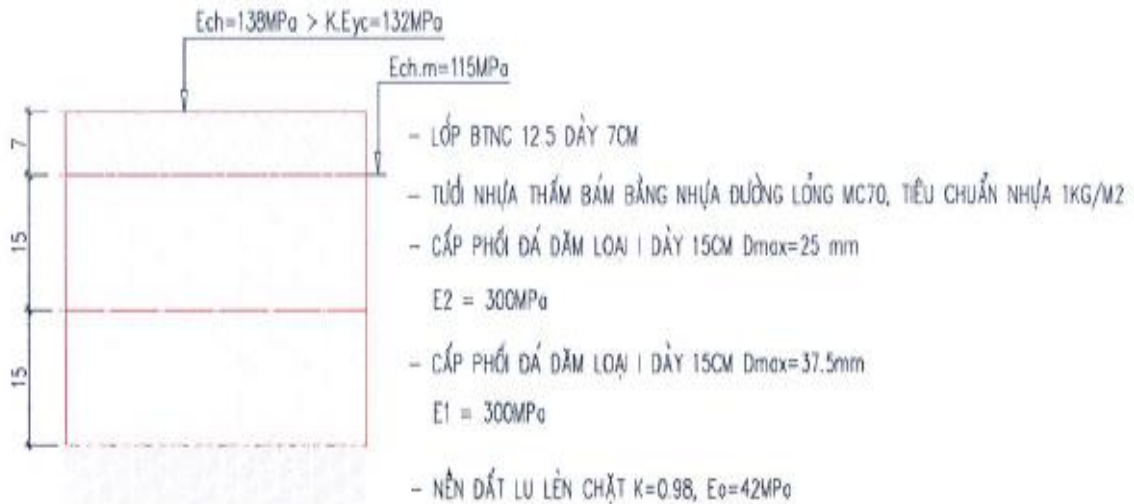 Ech=138MPa > K.Eyc=132MPa
Ech.m=115MPa
7
- LỚP BTNC 12.5 DÀY 7CM
- TƯỚI NHỰA THẤM BÁM BẰNG NHỰA ĐƯỜNG LỎNG MC70, TIÊU CHUẨN NHỰA 1KG/M2
15
- CẤP PHỐI ĐÁ DĂM LOẠI I DÀY 15CM Dmax=25 mm
E2 = 300MPa
15
- CẤP PHỐI ĐÁ DĂM LOẠI I DÀY 15CM Dmax=37.5mm
E1 = 300MPa
- NỀN ĐẤT LU LÈN CHẶT K=0.98, Eo=42MPa